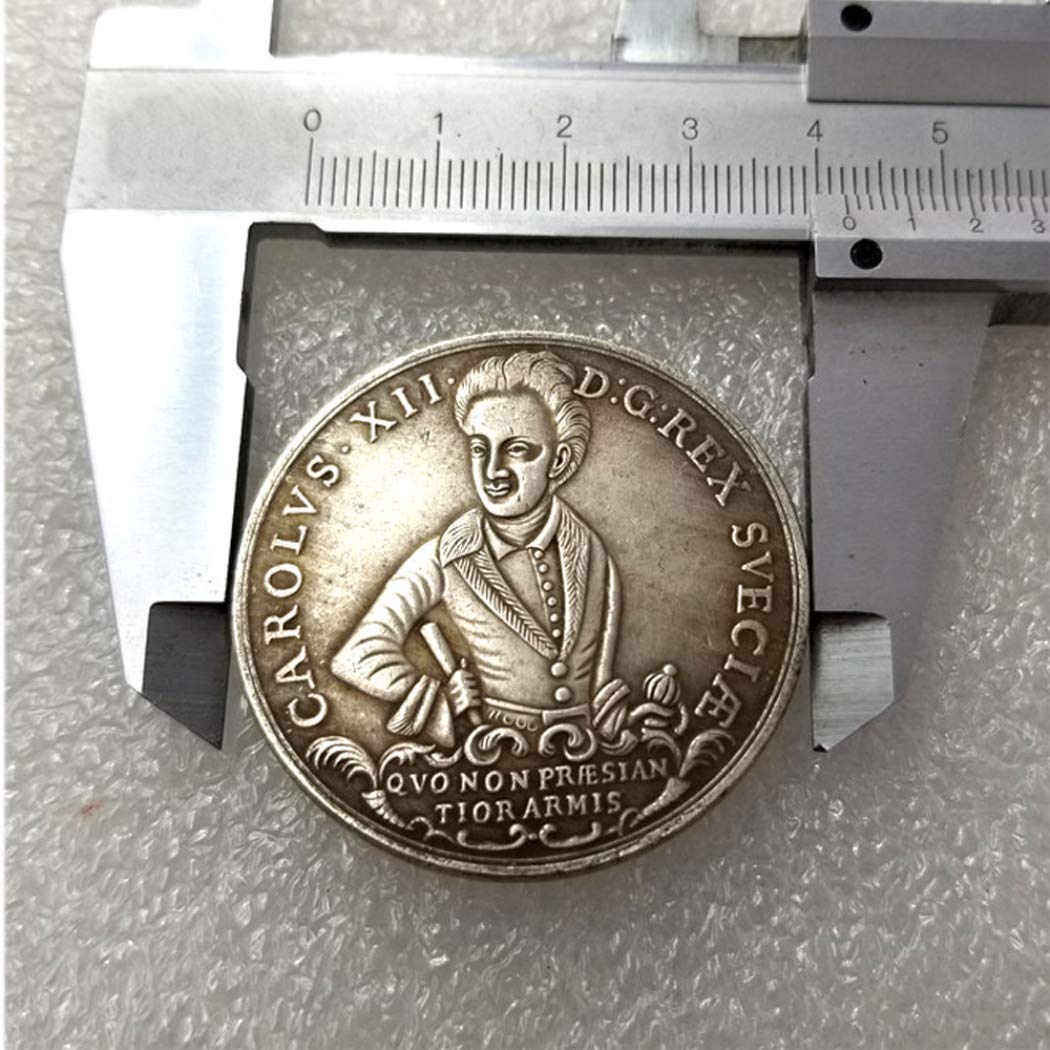 0 1 2 3 4 5
0 1 2 3
CAROLVS· XII· D:G:REX SVECIÆ
QVO NON PRÆSIAN
TIOR ARMIS